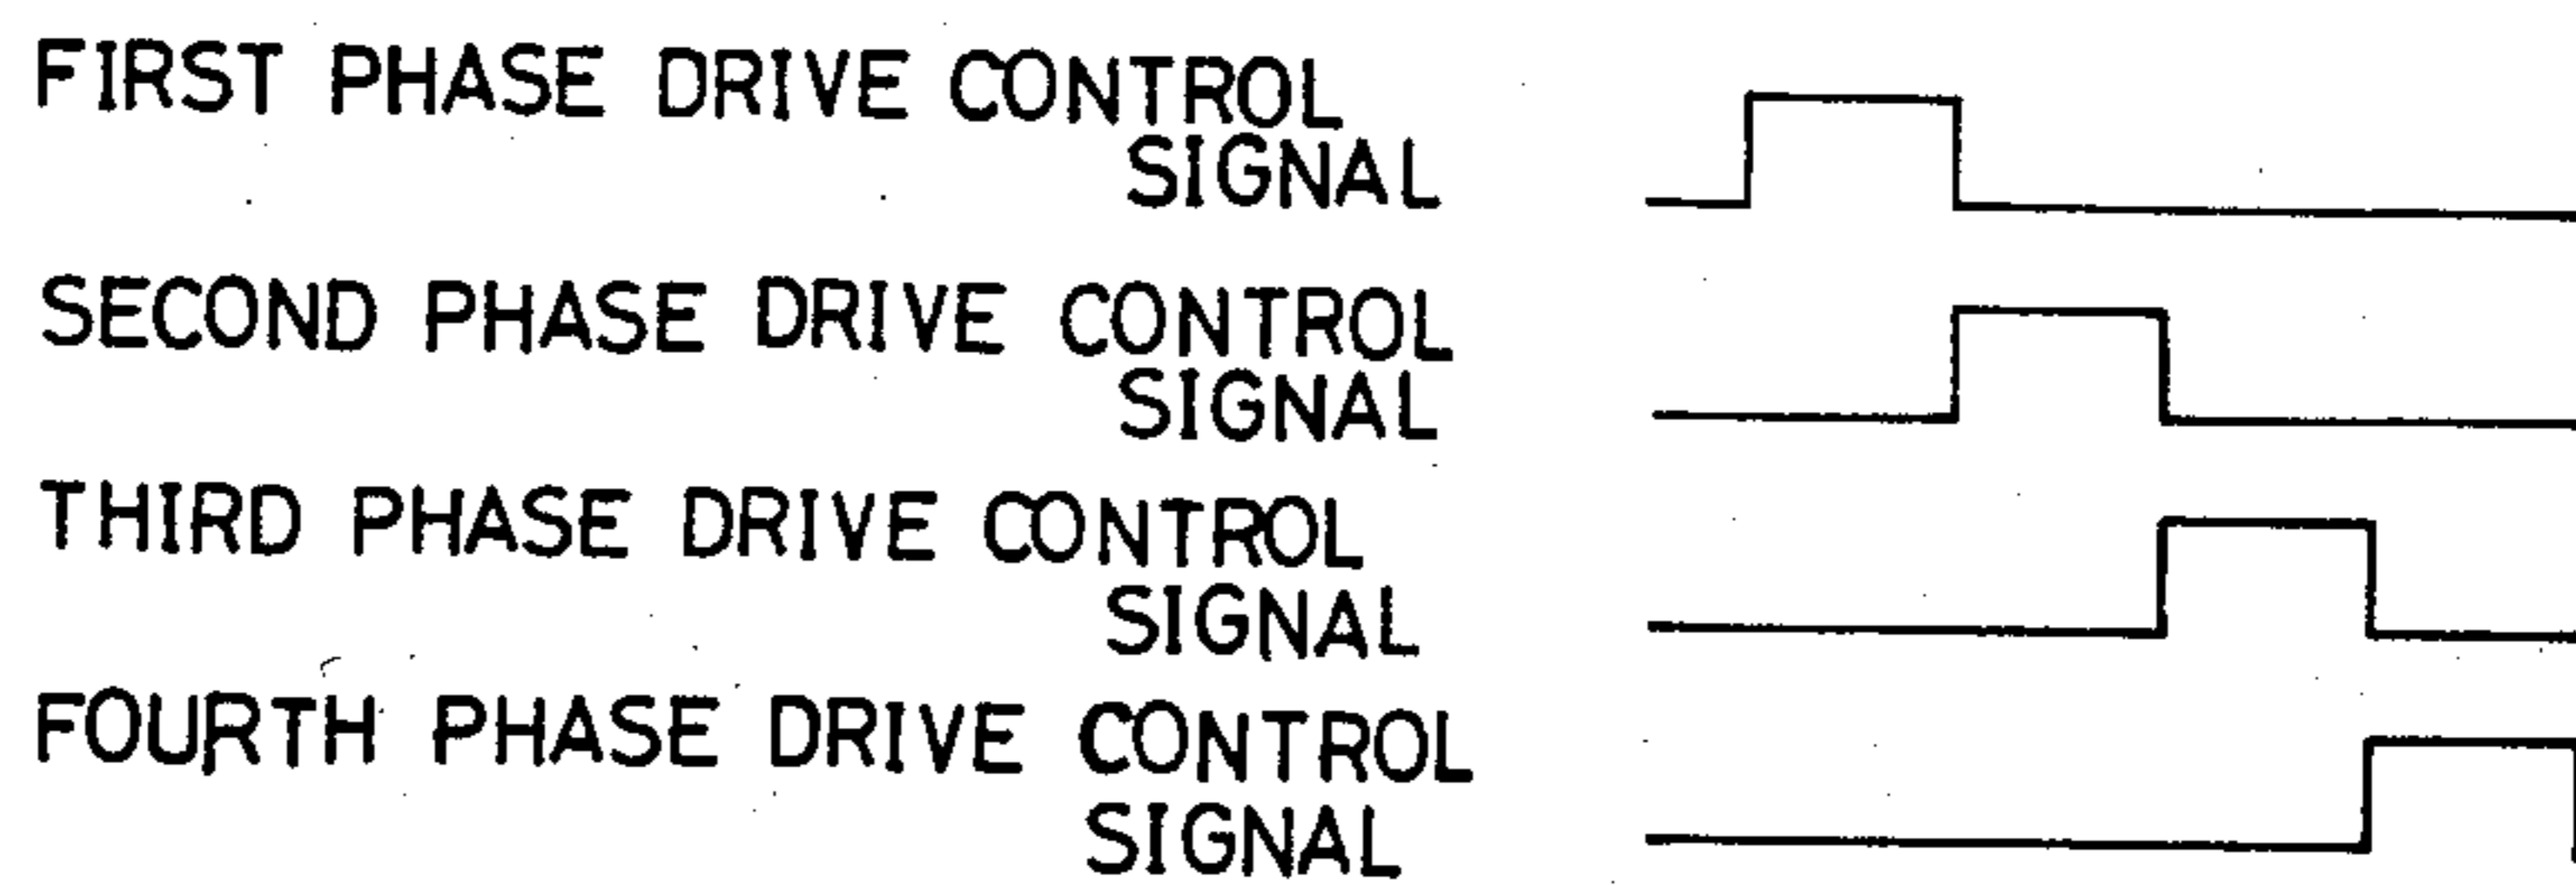 FIRST PHASE DRIVE CONTROL
SIGNAL
SECOND PHASE DRIVE CONTROL
SIGNAL
THIRD PHASE DRIVE CONTROL
SIGNAL
FOURTH PHASE DRIVE CONTROL
SIGNAL